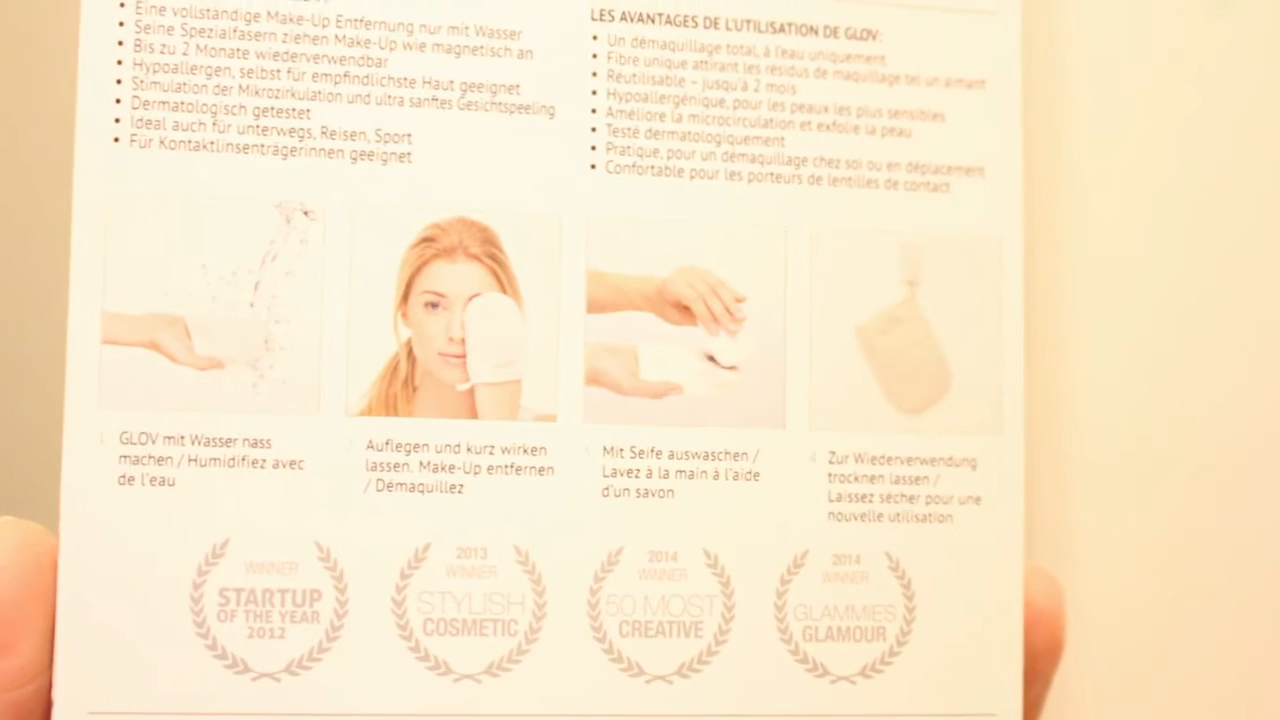 Eine vollständige Make-Up Entfernung nur mit Wasser
Seine Spezialfasern ziehen Make-Up wie magnetisch an
Bis zu 2 Monate wiederverwendbar
Hypoallergen, selbst für empfindlichste Haut geeignet
Stimulation der Mikrozirkulation und ultra sanftes Gesichtspeeling
Dermatologisch getestet
Ideal auch für unterwegs, Reisen, Sport
Für Kontaktlinsenträgerinnen geeignet
LES AVANTAGES DE L'UTILISATION DE GLOV:
Un démaquillage total, à l'eau uniquement
Fibre unique attirant les résidus de maquillage tel un aimant
Réutilisable – jusqu'à 2 mois
Hypoallergénique, pour les peaux les plus sensibles
Améliore la microcirculation et exfolie la peau
Testé dermatologiquement
Pratique, pour un démaquillage chez soi ou en déplacement
Confortable pour les porteurs de lentilles de contact
GLOV mit Wasser nass
machen / Humidifiez avec
de l'eau
Auflegen und kurz wirken
lassen. Make-Up entfernen
/ Démaquillez
Mit Seife auswaschen /
Lavez à la main à l'aide
d'un savon
4 Zur Wiederverwendung
trocknen lassen /
Laissez sécher pour une
nouvelle utilisation
WINNER
STARTUP
OF THE YEAR
2012
2013
WINNER
STYLISH
COSMETIC
2014
WINNER
50 MOST
CREATIVE
2014
WINNER
GLAMMIES
GLAMOUR